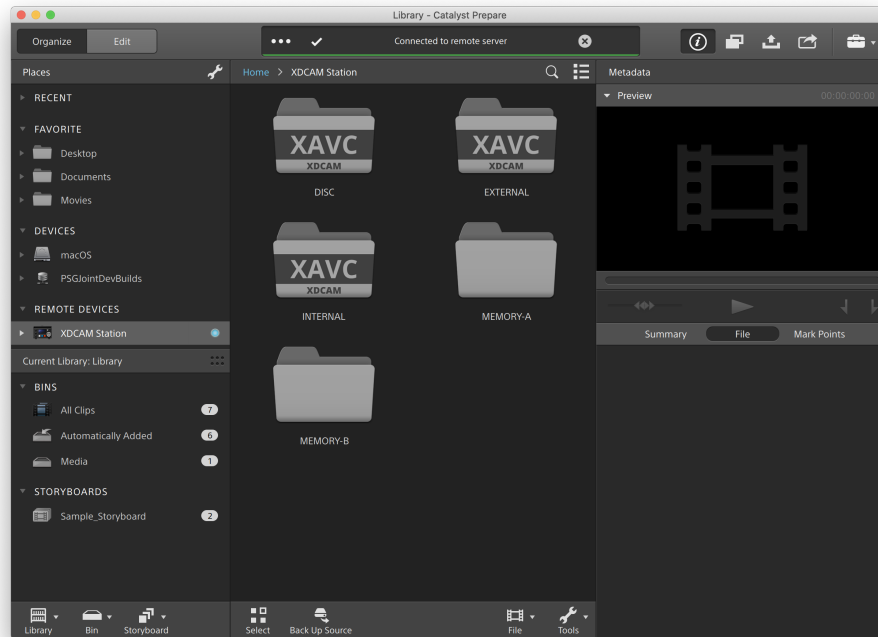 Library - Catalyst Prepare
Organize
Edit
Connected to remote server
Places
Home > XDCAM Station
Metadata
RECENT
FAVORITE
Desktop
Documents
Movies
DEVICES
macOS
PSGJointDevBuilds
REMOTE DEVICES
XDCAM Station
Current Library: Library
BINS
All Clips 7
Automatically Added 6
Media 1
STORYBOARDS
Sample_Storyboard 2
Library
Bin
Storyboard
XAVC
XDCAM
DISC
XAVC
XDCAM
EXTERNAL
XAVC
XDCAM
INTERNAL
MEMORY-A
MEMORY-B
Select
Back Up Source
File
Tools
Preview
00:00:00:00
Summary
File
Mark Points